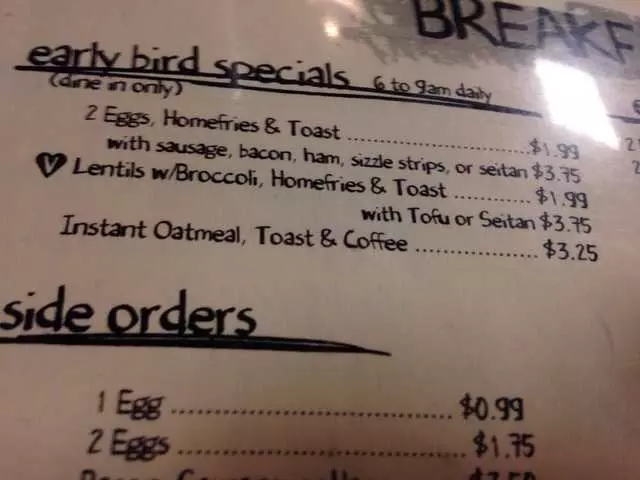 BREAKF
early bird specials 6 to 9am daily
(dine in only)
2 Eggs, Homefries & Toast ..............................$1.99
with sausage, bacon, ham, sizzle strips, or seitan $3.75
Lentils w/Broccoli, Homefries & Toast ............ $1.99
with Tofu or Seitan $3.75
Instant Oatmeal, Toast & Coffee ................... $3.25
side orders
1 Egg ...................................... $0.99
2 Eggs ...................................... $1.75